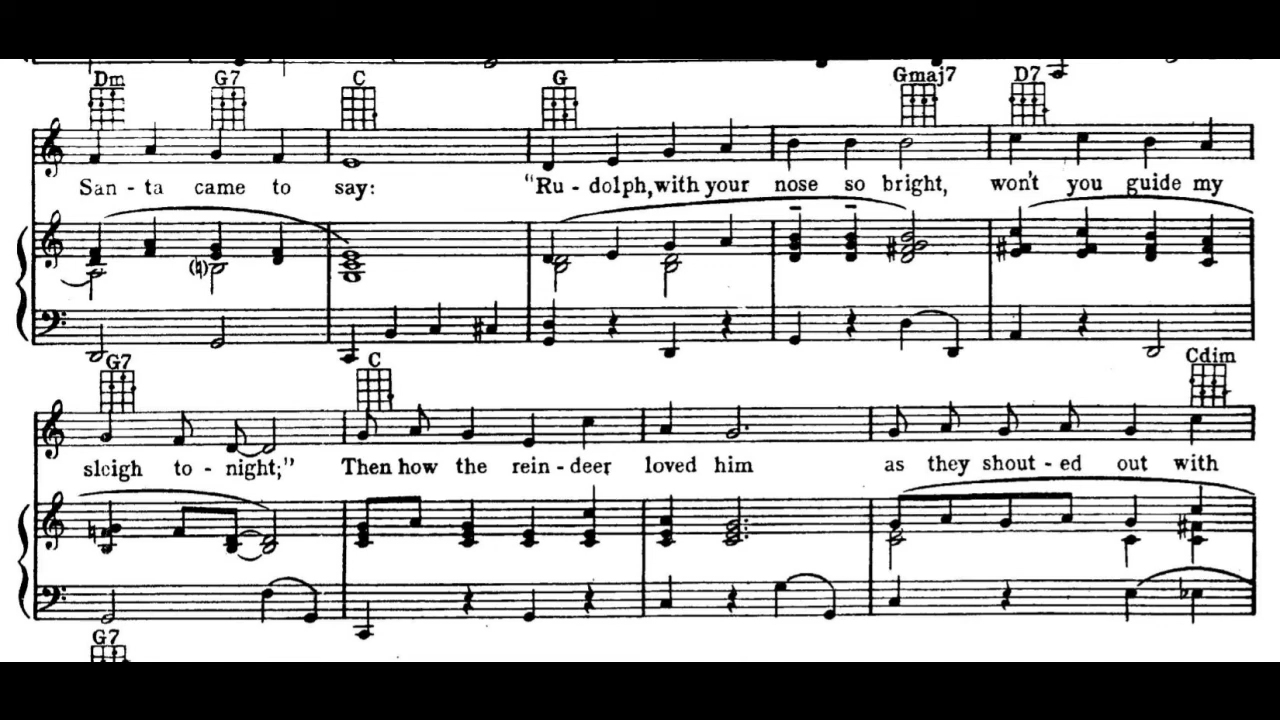 Dm G7 C G Gmaj7 D7
San - ta came to say: "Ru - dolph, with your nose so bright, won't you guide my
G7 C Cdim
sleigh to - night;" Then how the rein - deer loved him as they shout - ed out with
G7